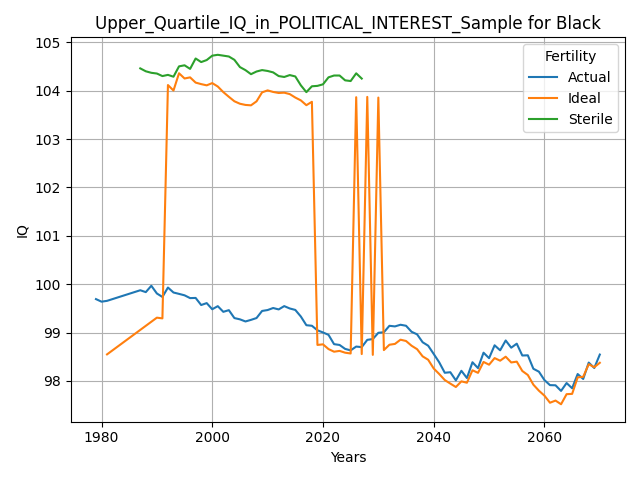 Upper_Quartile_IQ_in_POLITICAL_INTEREST_Sample for Black
105
104
103
102
101
100
99
98
IQ
Fertility
Actual
Ideal
Sterile
1980
2000
2020
2040
2060
Years